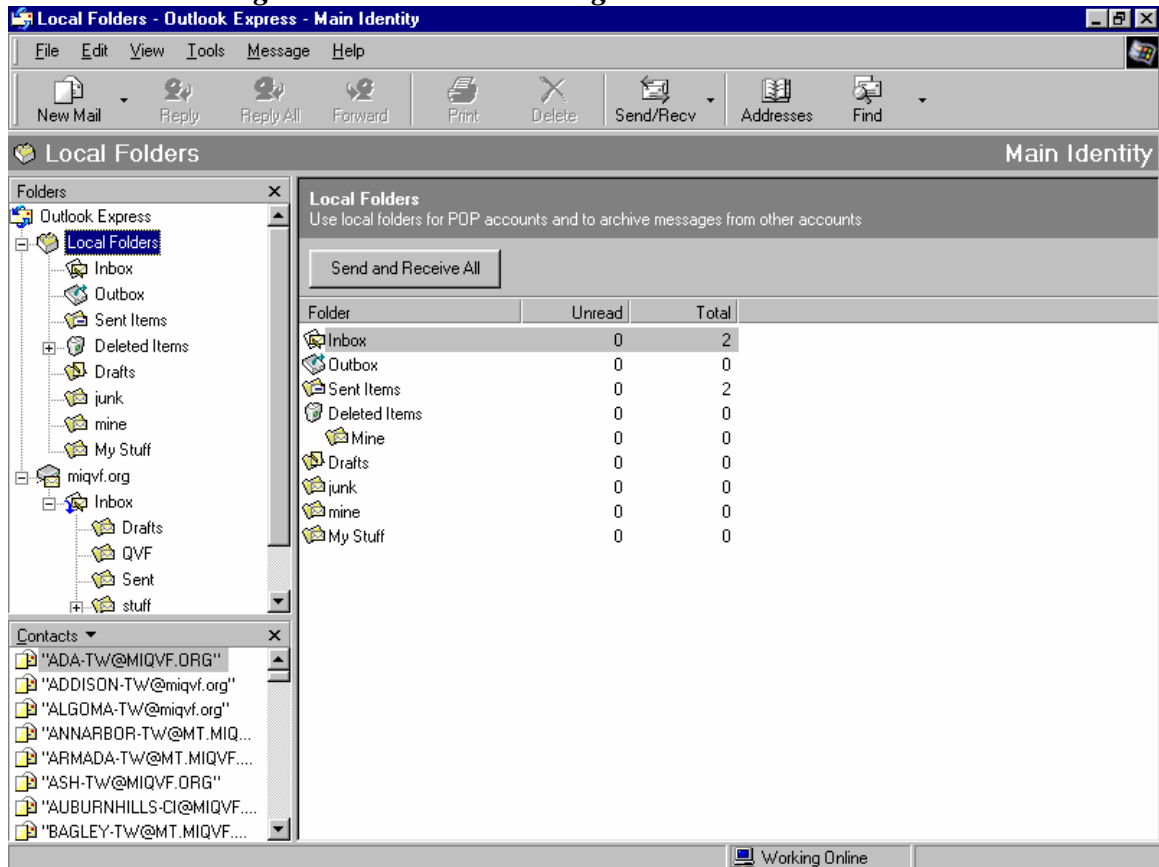 Local Folders - Outlook Express - Main Identity
File Edit View Tools Message Help
New Mail Reply Reply All Forward Print Delete Send/Recv Addresses Find
Local Folders Main Identity
Folders
Outlook Express
Local Folders
Inbox
Outbox
Sent Items
Deleted Items
Drafts
junk
mine
My Stuff
miqvf.org
Inbox
Drafts
QVF
Sent
stuff
Contacts
"ADA-TW@MIQVF.ORG"
"ADDISON-TW@miqvf.org"
"ALGOMA-TW@miqvf.org"
"ANNARBOR-TW@MT.MIQ...
"ARMADA-TW@MT.MIQVF....
"ASH-TW@MIQVF.ORG"
"AUBURNHILLS-CI@MIQVF....
"BAGLEY-TW@MT.MIQVF....
Local Folders
Use local folders for POP accounts and to archive messages from other accounts
Send and Receive All
Folder Unread Total
Inbox 0 2
Outbox 0 0
Sent Items 0 2
Deleted Items 0 0
Mine 0 0
Drafts 0 0
junk 0 0
mine 0 0
My Stuff 0 0
Working Online